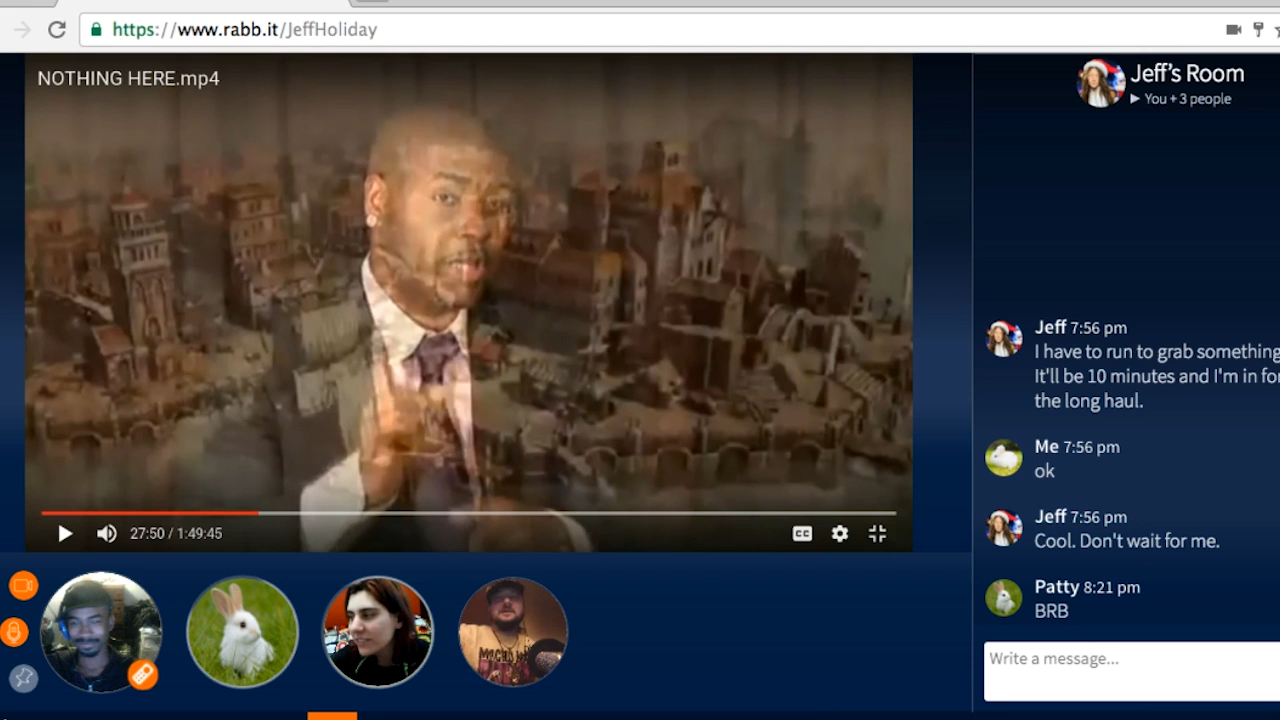 https://www.rabb.it/JeffHoliday
NOTHING HERE.mp4
Jeff's Room
You + 3 people
Jeff 7:56 pm
I have to run to grab something
It'll be 10 minutes and I'm in for
the long haul.
Me 7:56 pm
ok
Jeff 7:56 pm
Cool. Don't wait for me.
27:50 / 1:49:45
CC
Patty 8:21 pm
BRB
Write a message...